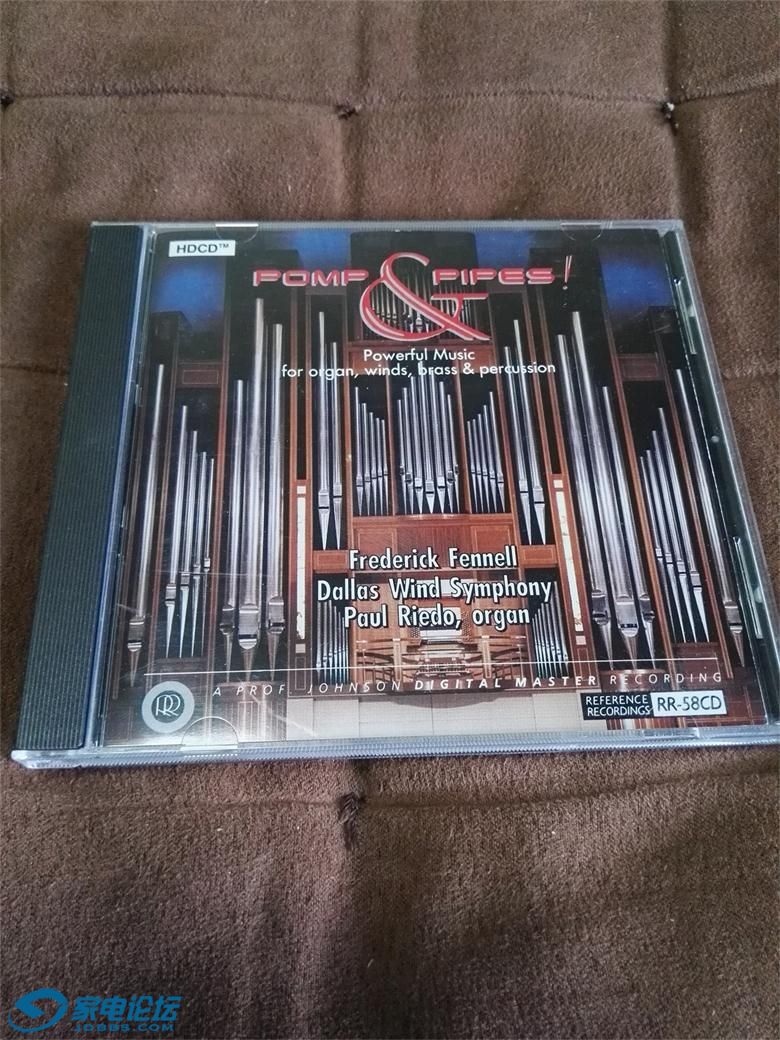 HDCD™
POMP & PIPES!
Powerful Music
for organ, winds, brass & percussion
Frederick Fennell
Dallas Wind Symphony
Paul Riedo, organ
A PROF. JOHNSON DIGITAL MASTER RECORDING
RR
REFERENCE
RECORDINGS
RR-58CD
家电论坛
JDBBS.COM